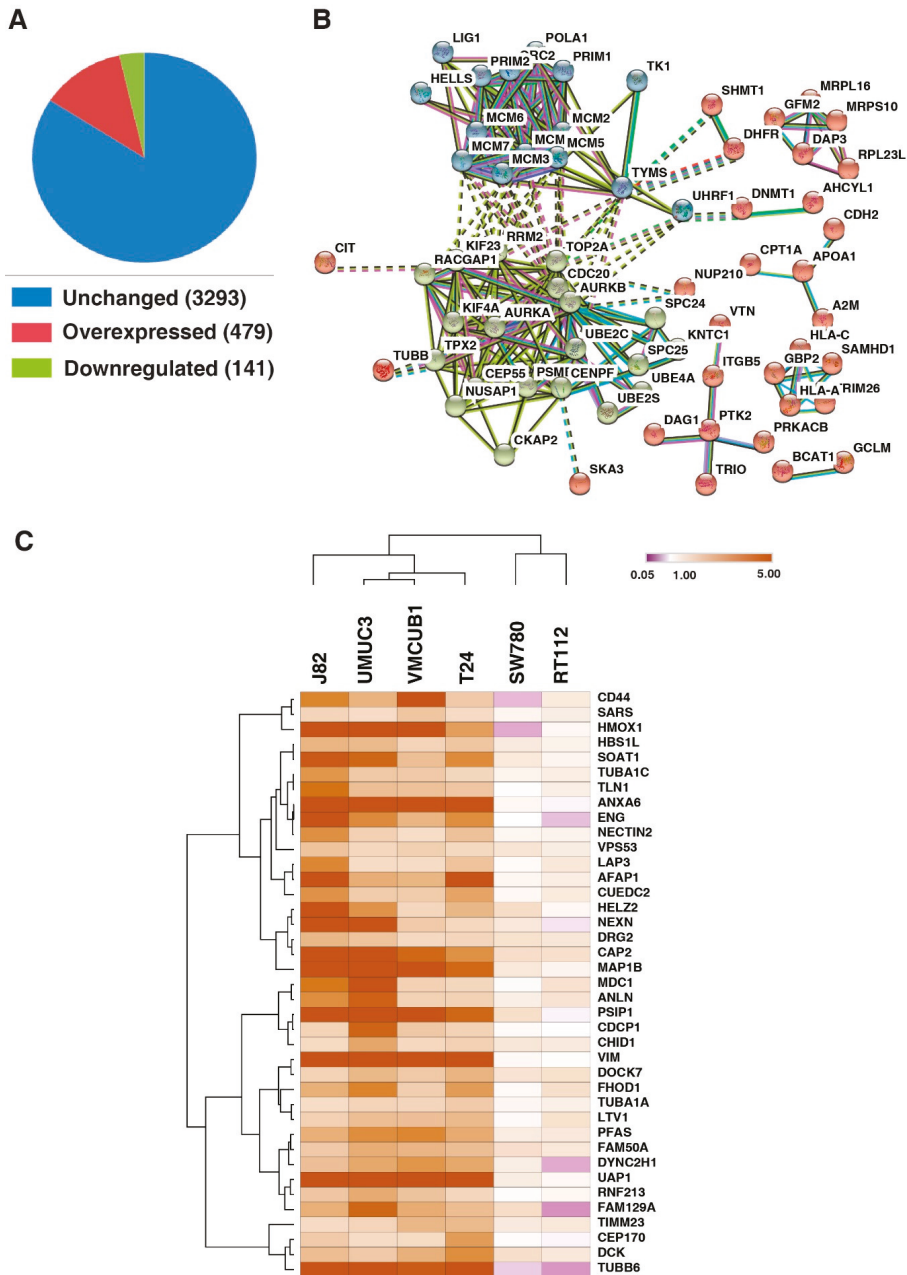 A
Unchanged (3293)
Overexpressed (479)
Downregulated (141)
B
LIG1
POLA1
PRIM2
ORC2
PRIM1
HELLS
TK1
MCM6
MCM2
MCM7
MCM
MCM5
MCM3
TYMS
SHMT1
DHFR
MRPL16
GFM2
MRPS10
DAP3
RPL23L
UHRF1
DNMT1
AHCYL1
CDH2
CIT
KIF23
RRM2
TOP2A
RACGAP1
CDC20
AURKB
NUP210
CPT1A
APOA1
KIF4A
AURKA
SPC24
A2M
VTN
HLA-C
TUBB
TPX2
UBE2C
KNTC1
SPC25
ITGB5
GBP2
SAMHD1
CEP55
CENPF
UBE4A
HLA-A
NUSAP1
UBE2S
DAG1
PTK2
PRKACB
CKAP2
SKA3
TRIO
BCAT1
GCLM
C
0.05 1.00 5.00
J82 UMUC3 VMCUB1 T24 SW780 RT112
CD44
SARS
HMOX1
HBS1L
SOAT1
TUBA1C
TLN1
ANXA6
ENG
NECTIN2
VPS53
LAP3
AFAP1
CUEDC2
HELZ2
NEXN
DRG2
CAP2
MAP1B
MDC1
ANLN
PSIP1
CDCP1
CHID1
VIM
DOCK7
FHOD1
TUBA1A
LTV1
PFAS
FAM50A
DYNC2H1
UAP1
RNF213
FAM129A
TIMM23
CEP170
DCK
TUBB6